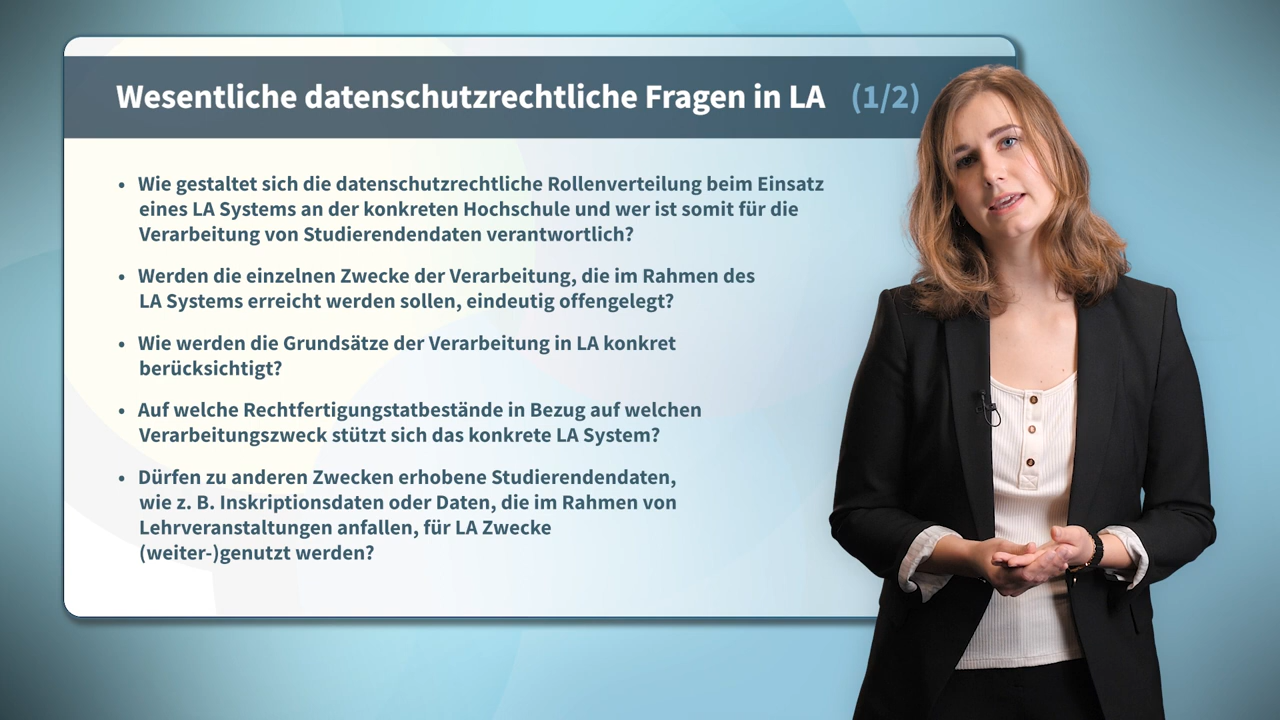 Wesentliche datenschutzrechtliche Fragen in LA (1/2)
• Wie gestaltet sich die datenschutzrechtliche Rollenverteilung beim Einsatz
eines LA Systems an der konkreten Hochschule und wer ist somit für die
Verarbeitung von Studierendendaten verantwortlich?
• Werden die einzelnen Zwecke der Verarbeitung, die im Rahmen des
LA Systems erreicht werden sollen, eindeutig offengelegt?
• Wie werden die Grundsätze der Verarbeitung in LA konkret
berücksichtigt?
• Auf welche Rechtfertigungstatbestände in Bezug auf welchen
Verarbeitungszweck stützt sich das konkrete LA System?
• Dürfen zu anderen Zwecken erhobene Studierendendaten,
wie z. B. Inskriptionsdaten oder Daten, die im Rahmen von
Lehrveranstaltungen anfallen, für LA Zwecke
(weiter-)genutzt werden?